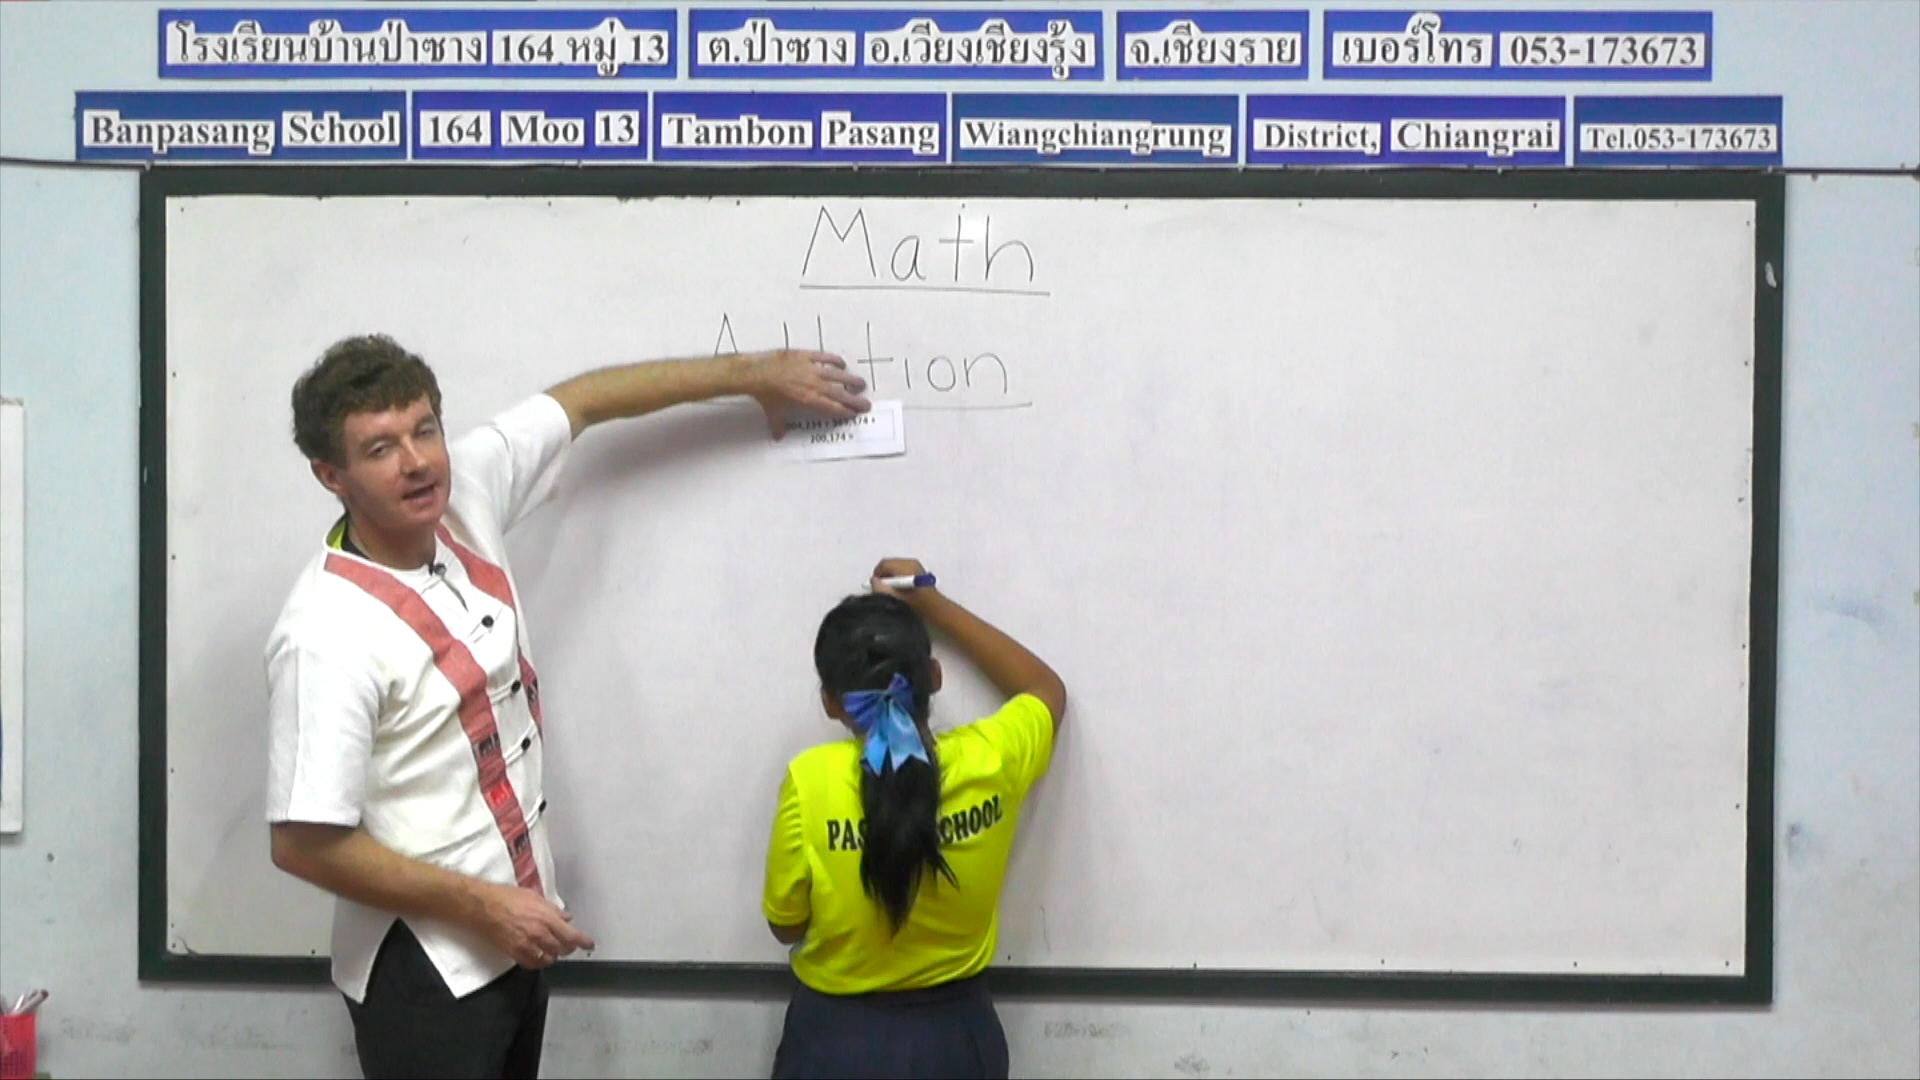 โรงเรียนบ้านป่าซาง 164 หมู่ 13 ต.ป่าซาง อ.เวียงเชียงรุ้ง จ.เชียงราย เบอร์โทร 053-173673
Banpasang School 164 Moo 13 Tambon Pasang Wiangchiangrung District, Chiangrai Tel.053-173673
Math
200,174 =